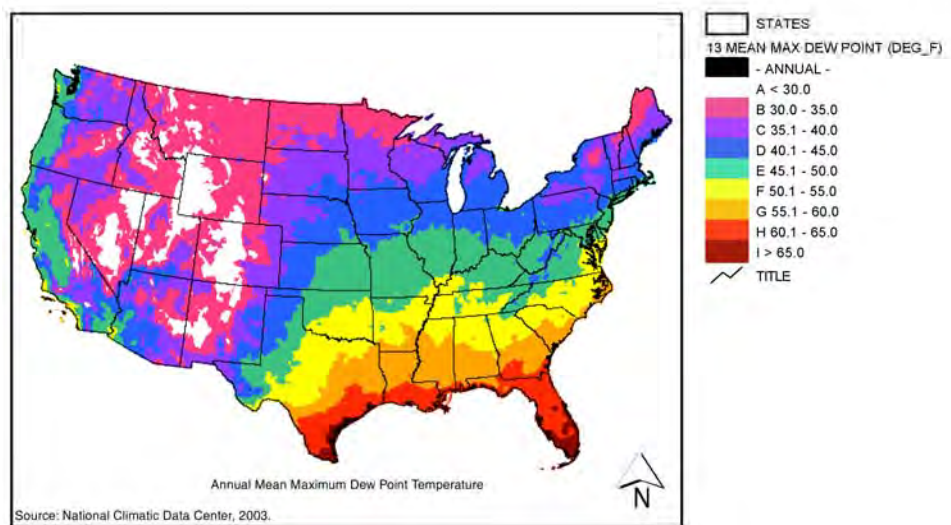 STATES
13 MEAN MAX DEW POINT (DEG_F)
- ANNUAL -
A < 30.0
B 30.0 - 35.0
C 35.1 - 40.0
D 40.1 - 45.0
E 45.1 - 50.0
F 50.1 - 55.0
G 55.1 - 60.0
H 60.1 - 65.0
I > 65.0
TITLE
Annual Mean Maximum Dew Point Temperature
N
Source: National Climatic Data Center, 2003.